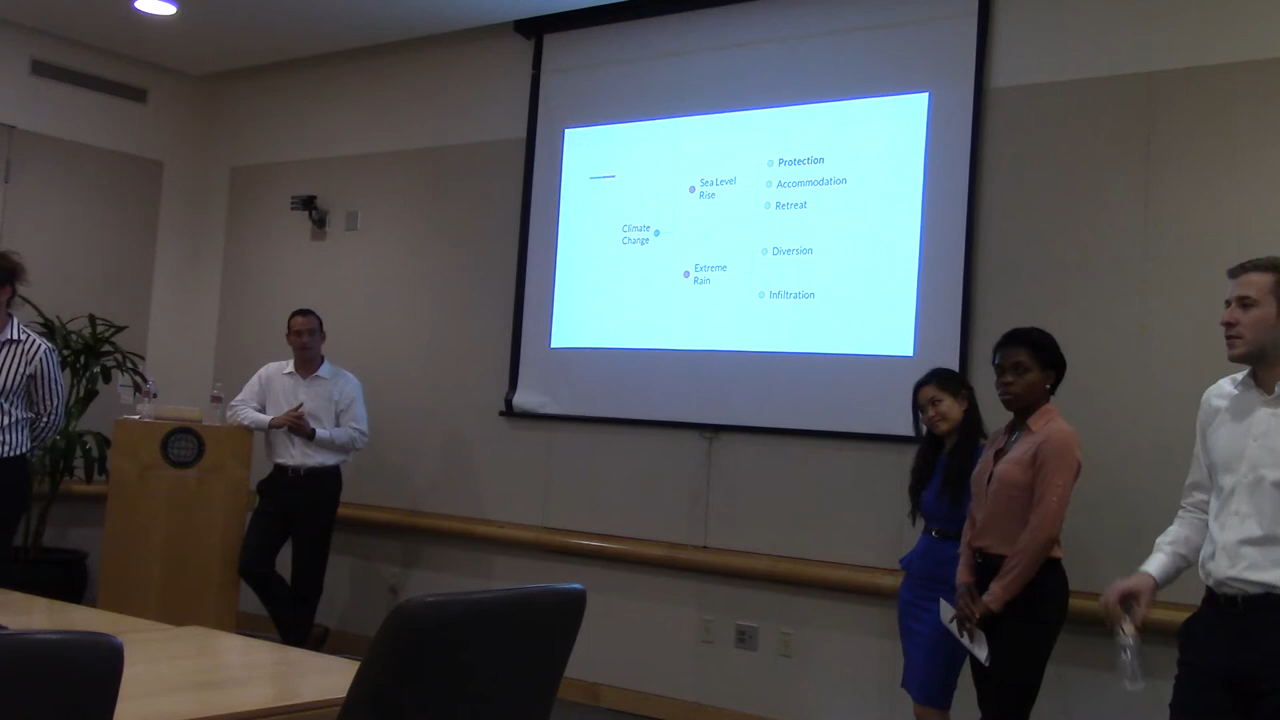 Climate
Change
Sea Level
Rise
Protection
Accommodation
Retreat
Extreme
Rain
Diversion
Infiltration